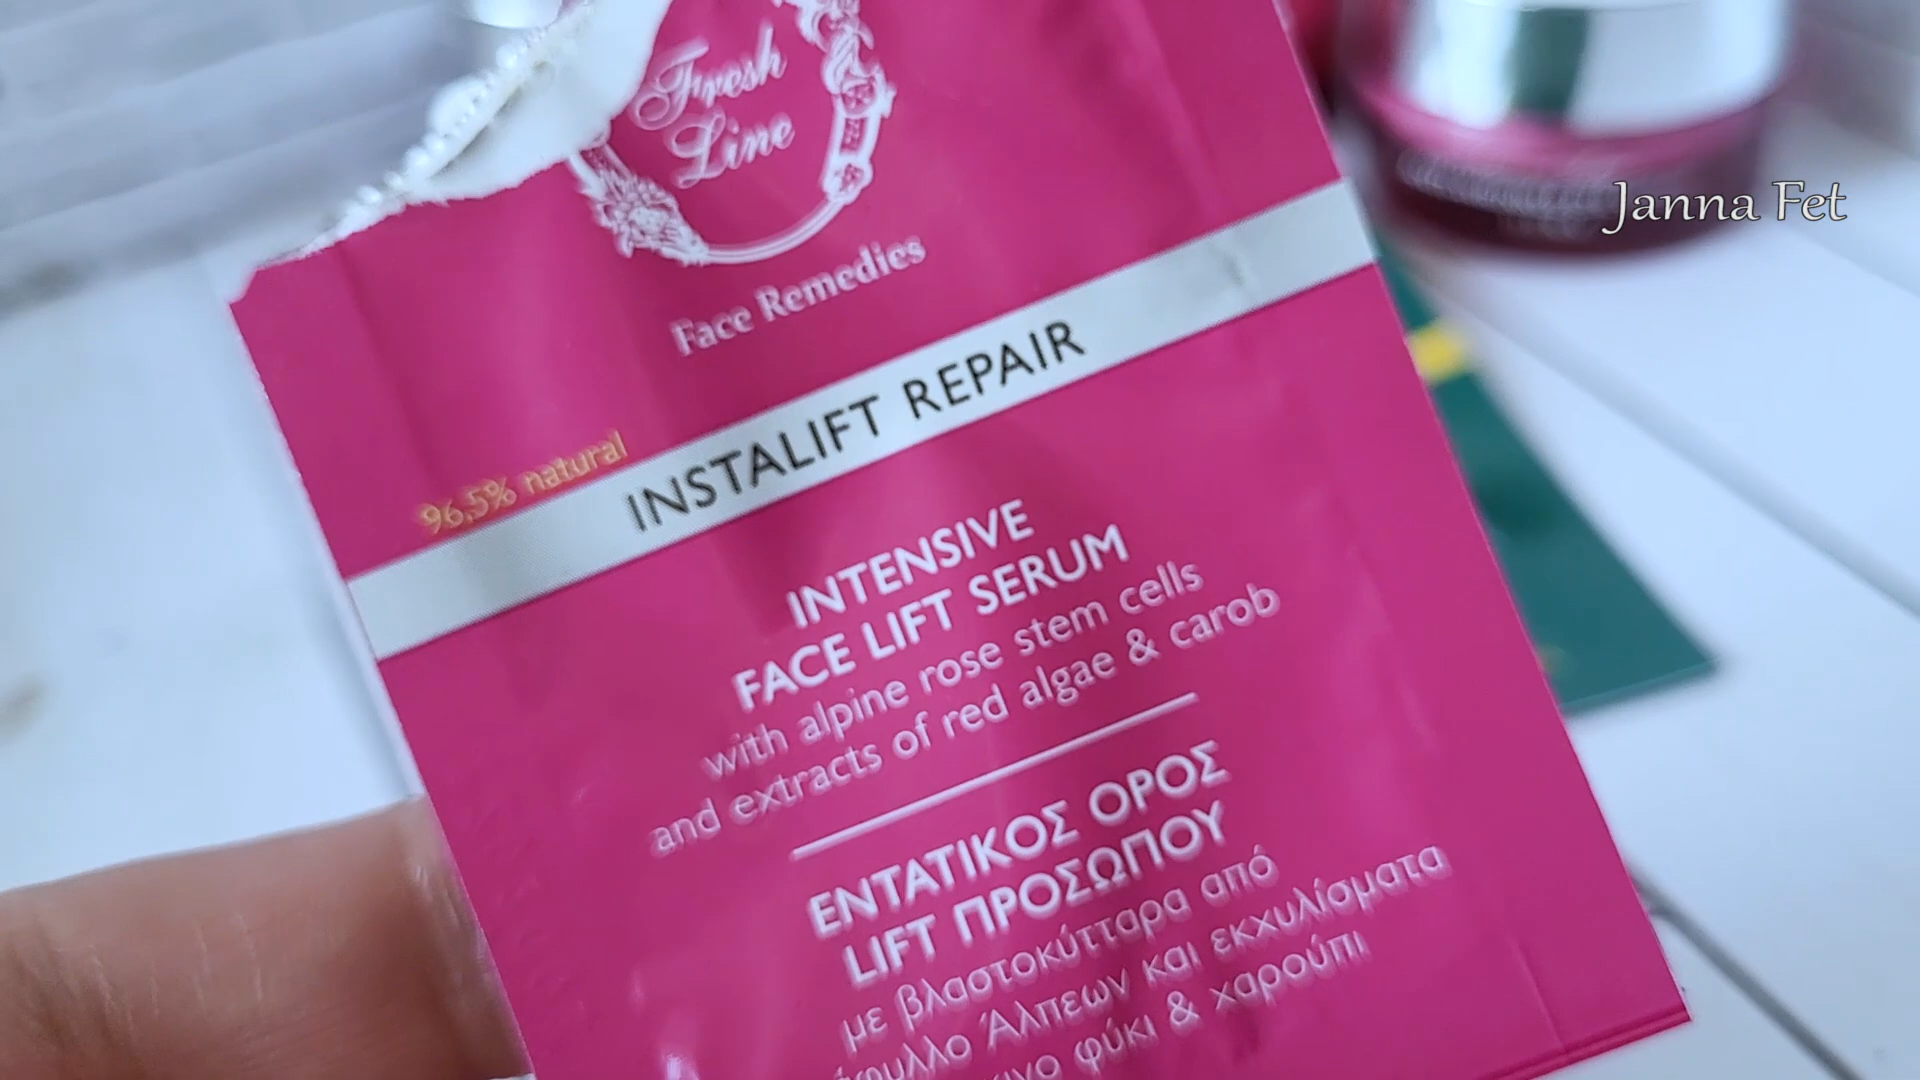 Fresh
Line
Face Remedies
96,5% natural
INSTALIFT REPAIR
INTENSIVE
FACE LIFT SERUM
with alpine rose stem cells
and extracts of red algae & carob
ΕΝΤΑΤΙΚΟΣ ΟΡΟΣ
LIFT ΠΡΟΣΩΠΟΥ
με βλαστοκύτταρα από
Άλπεων και εκχυλίσματα
φύκι & χαρούπι
Janna Fet